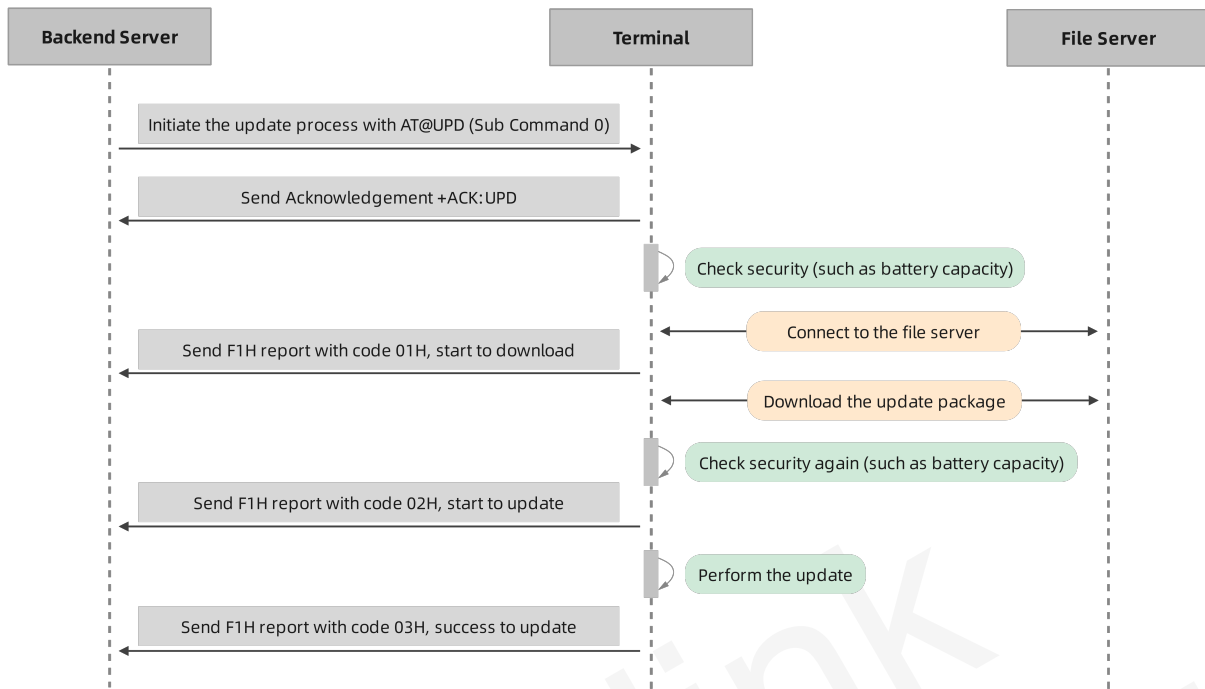 Backend Server
Terminal
File Server
Initiate the update process with AT@UPD (Sub Command 0)
Send Acknowledgement +ACK:UPD
Check security (such as battery capacity)
Connect to the file server
Send F1H report with code 01H, start to download
Download the update package
Check security again (such as battery capacity)
Send F1H report with code 02H, start to update
Perform the update
Send F1H report with code 03H, success to update